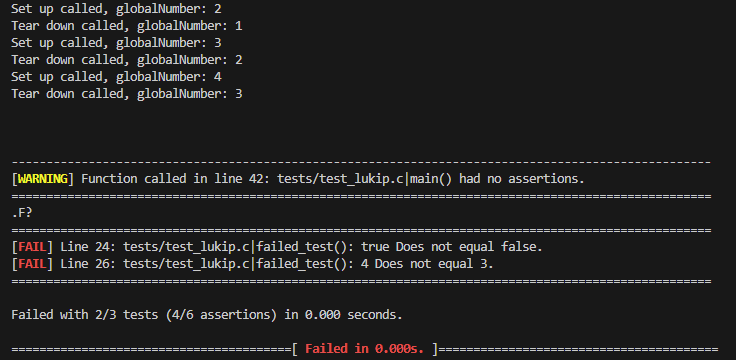 Set up called, globalNumber: 2
Tear down called, globalNumber: 1
Set up called, globalNumber: 3
Tear down called, globalNumber: 2
Set up called, globalNumber: 4
Tear down called, globalNumber: 3
----------------------------------------------------------------------------------------------------
[WARNING] Function called in line 42: tests/test_lukip.c|main() had no assertions.
====================================================================================================
.F?
====================================================================================================
[FAIL] Line 24: tests/test_lukip.c|failed_test(): true Does not equal false.
[FAIL] Line 26: tests/test_lukip.c|failed_test(): 4 Does not equal 3.
====================================================================================================
Failed with 2/3 tests (4/6 assertions) in 0.000 seconds.
========================================[ Failed in 0.000s. ]========================================